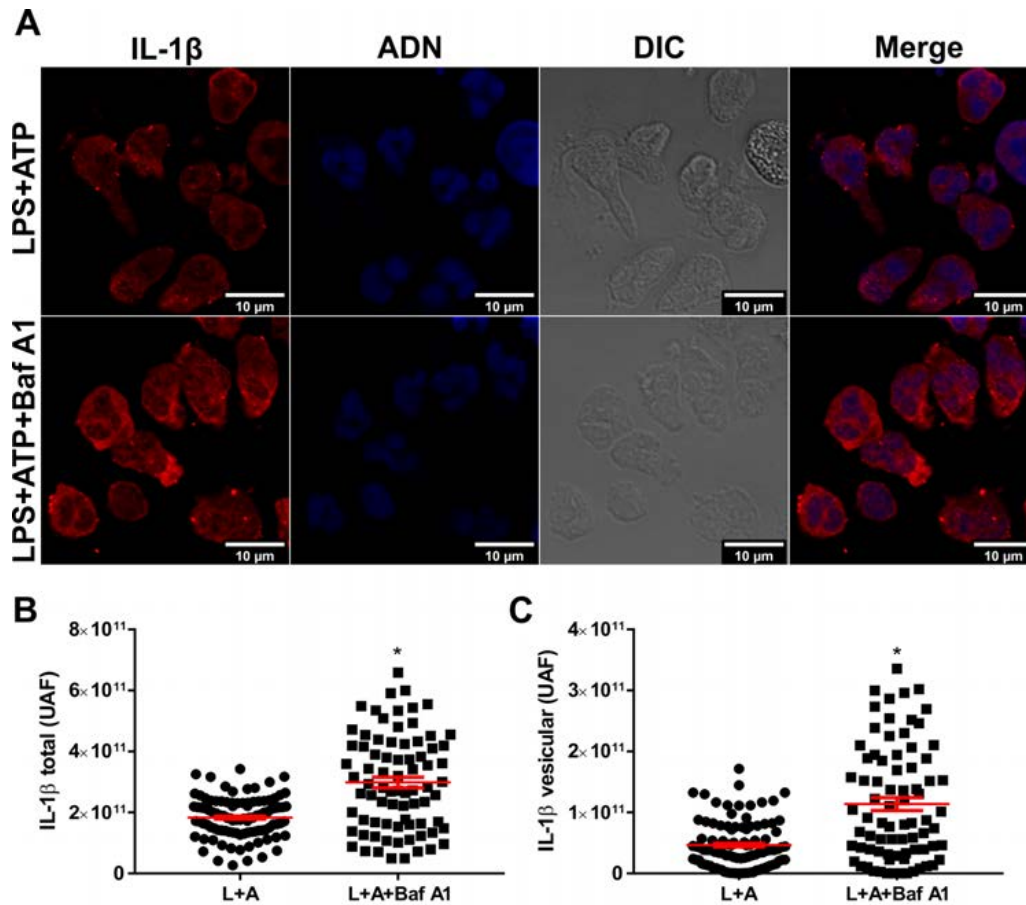 A
IL-1β ADN DIC Merge
LPS+ATP
10 µm 10 µm 10 µm 10 µm
LPS+ATP+Baf A1
10 µm 10 µm 10 µm 10 µm
B
IL-1β total (UAF)
8×10¹¹
6×10¹¹
4×10¹¹
2×10¹¹
0
*
L+A L+A+Baf A1
C
IL-1β vesicular (UAF)
4×10¹¹
3×10¹¹
2×10¹¹
1×10¹¹
0
*
L+A L+A+Baf A1